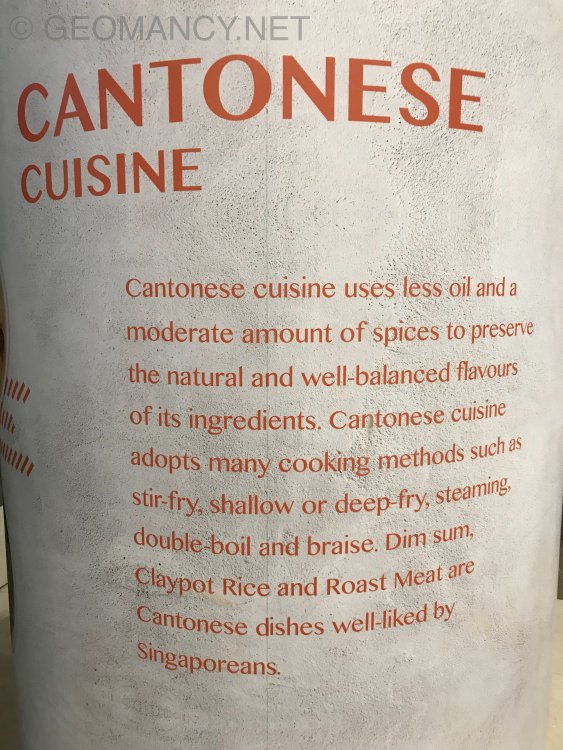 © GEOMANCY.NET
CANTONESE
CUISINE
Cantonese cuisine uses less oil and a
moderate amount of spices to preserve
the natural and well-balanced flavours
of its ingredients. Cantonese cuisine
adopts many cooking methods such as
stir-fry, shallow or deep-fry, steaming,
double-boil and braise. Dim sum,
Claypot Rice and Roast Meat are
Cantonese dishes well-liked by
Singaporeans.